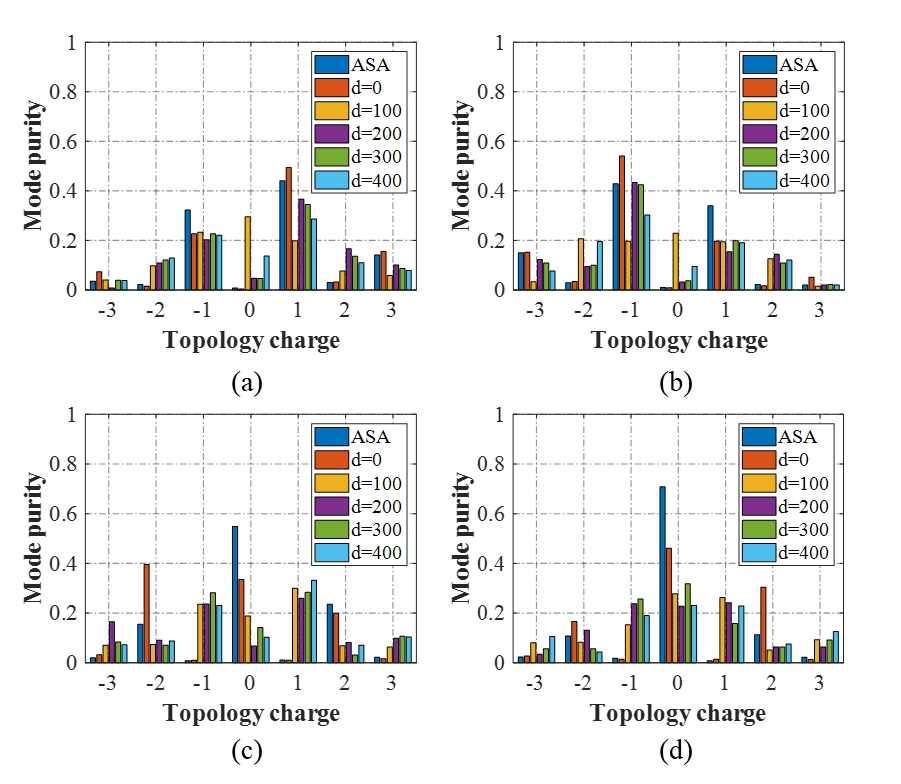 1
0.8
0.6
0.4
0.2
0
Mode purity
ASA
d=0
d=100
d=200
d=300
d=400
-3 -2 -1 0 1 2 3
Topology charge
(a)
1
0.8
0.6
0.4
0.2
0
Mode purity
ASA
d=0
d=100
d=200
d=300
d=400
-3 -2 -1 0 1 2 3
Topology charge
(b)
1
0.8
0.6
0.4
0.2
0
Mode purity
ASA
d=0
d=100
d=200
d=300
d=400
-3 -2 -1 0 1 2 3
Topology charge
(c)
1
0.8
0.6
0.4
0.2
0
Mode purity
ASA
d=0
d=100
d=200
d=300
d=400
-3 -2 -1 0 1 2 3
Topology charge
(d)